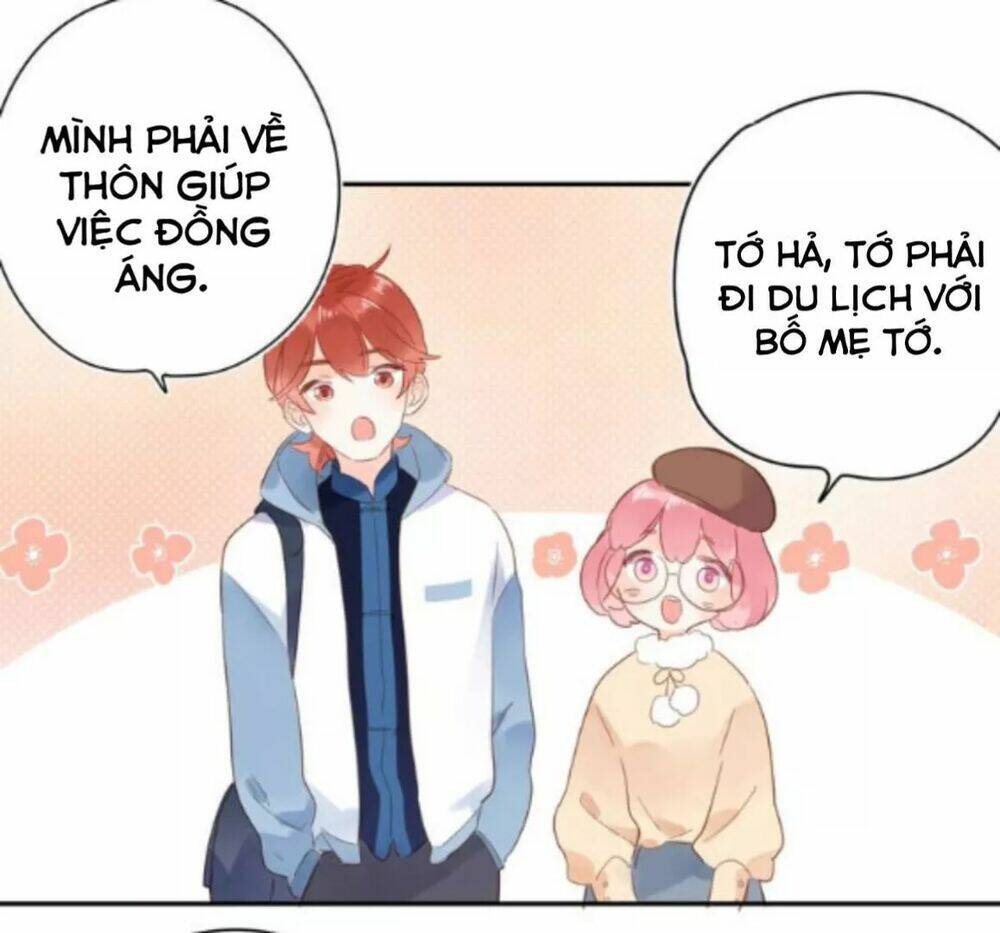 MÌNH PHẢI VỀ
THÔN GIÚP
VIỆC ĐỒNG
ÁNG.
TỚ HẢ, TỚ PHẢI
ĐI DU LỊCH VỚI
BỐ MẸ TỚ.